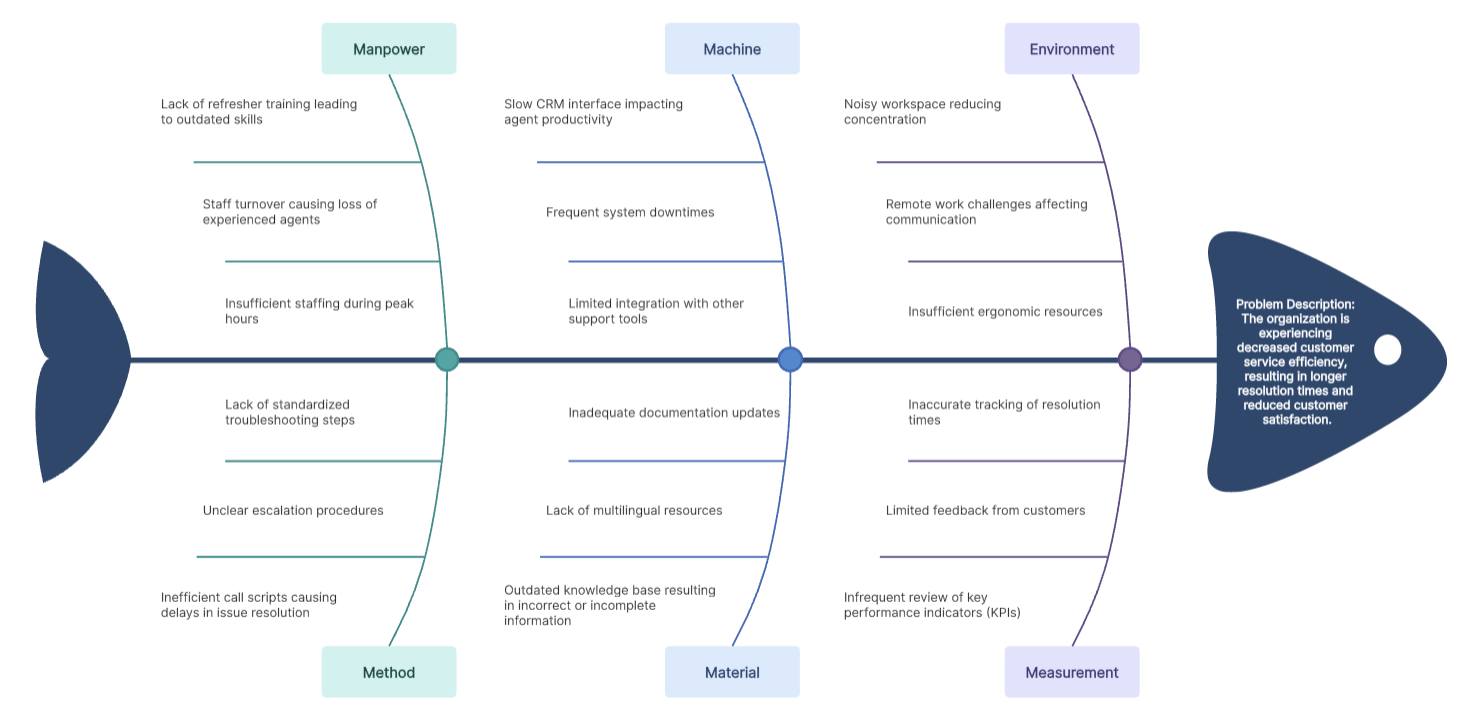 Manpower
Lack of refresher training leading
to outdated skills
Staff turnover causing loss of
experienced agents
Insufficient staffing during peak
hours
Machine
Slow CRM interface impacting
agent productivity
Frequent system downtimes
Limited integration with other
support tools
Environment
Noisy workspace reducing
concentration
Remote work challenges affecting
communication
Insufficient ergonomic resources
Problem Description:
The organization is
experiencing
decreased customer
service efficiency,
resulting in longer
resolution times and
reduced customer
satisfaction.
Lack of standardized
troubleshooting steps
Unclear escalation procedures
Inefficient call scripts causing
delays in issue resolution
Method
Inadequate documentation updates
Lack of multilingual resources
Outdated knowledge base resulting
in incorrect or incomplete
information
Material
Inaccurate tracking of resolution
times
Limited feedback from customers
Infrequent review of key
performance indicators (KPIs)
Measurement